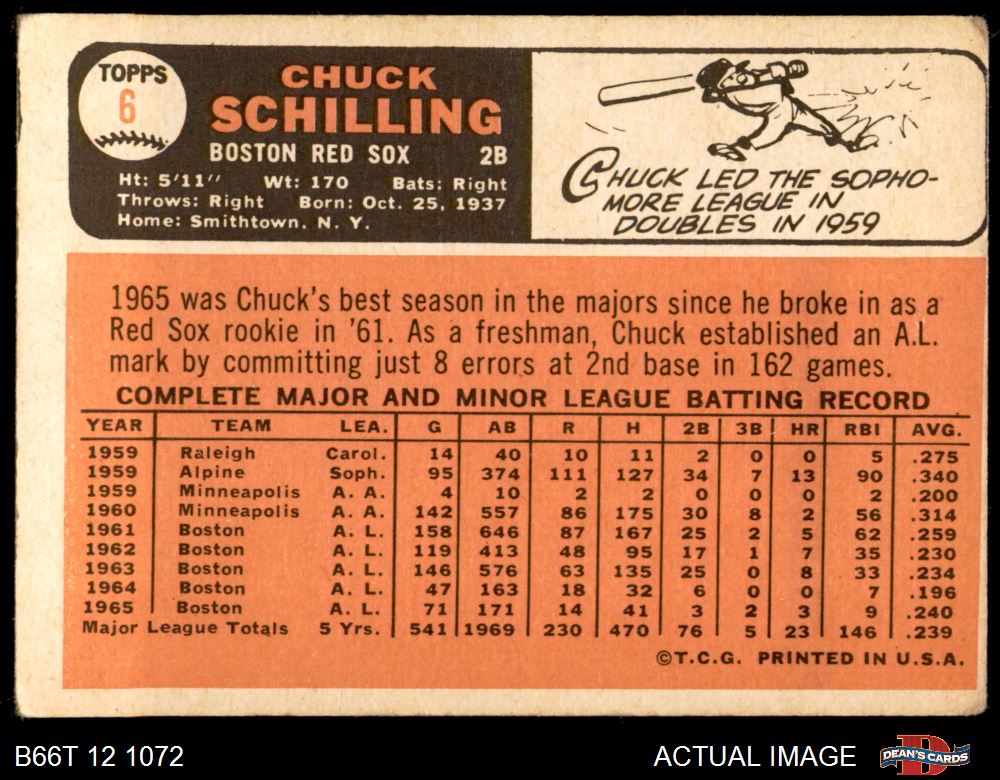 TOPPS
6
CHUCK
SCHILLING
BOSTON RED SOX 2B
Ht: 5'11" Wt: 170 Bats: Right
Throws: Right Born: Oct. 25, 1937
Home: Smithtown, N. Y.
CHUCK LED THE SOPHO-
MORE LEAGUE IN
DOUBLES IN 1959
1965 was Chuck's best season in the majors since he broke in as a
Red Sox rookie in '61. As a freshman, Chuck established an A.L.
mark by committing just 8 errors at 2nd base in 162 games.
COMPLETE MAJOR AND MINOR LEAGUE BATTING RECORD
YEAR TEAM LEA. G AB R H 2B 3B HR RBI AVG.
1959 Raleigh Carol. 14 40 10 11 2 0 0 5 .275
1959 Alpine Soph. 95 374 111 127 34 7 13 90 .340
1959 Minneapolis A. A. 4 10 2 2 0 0 0 2 .200
1960 Minneapolis A. A. 142 557 86 175 30 8 2 56 .314
1961 Boston A. L. 158 646 87 167 25 2 5 62 .259
1962 Boston A. L. 119 413 48 95 17 1 7 35 .230
1963 Boston A. L. 146 576 63 135 25 0 8 33 .234
1964 Boston A. L. 47 163 18 32 6 0 0 7 .196
1965 Boston A. L. 71 171 14 41 3 2 3 9 .240
Major League Totals 5 Yrs. 541 1969 230 470 76 5 23 146 .239
©T.C.G. PRINTED IN U.S.A.
B66T 12 1072 ACTUAL IMAGE DEAN'S CARDS